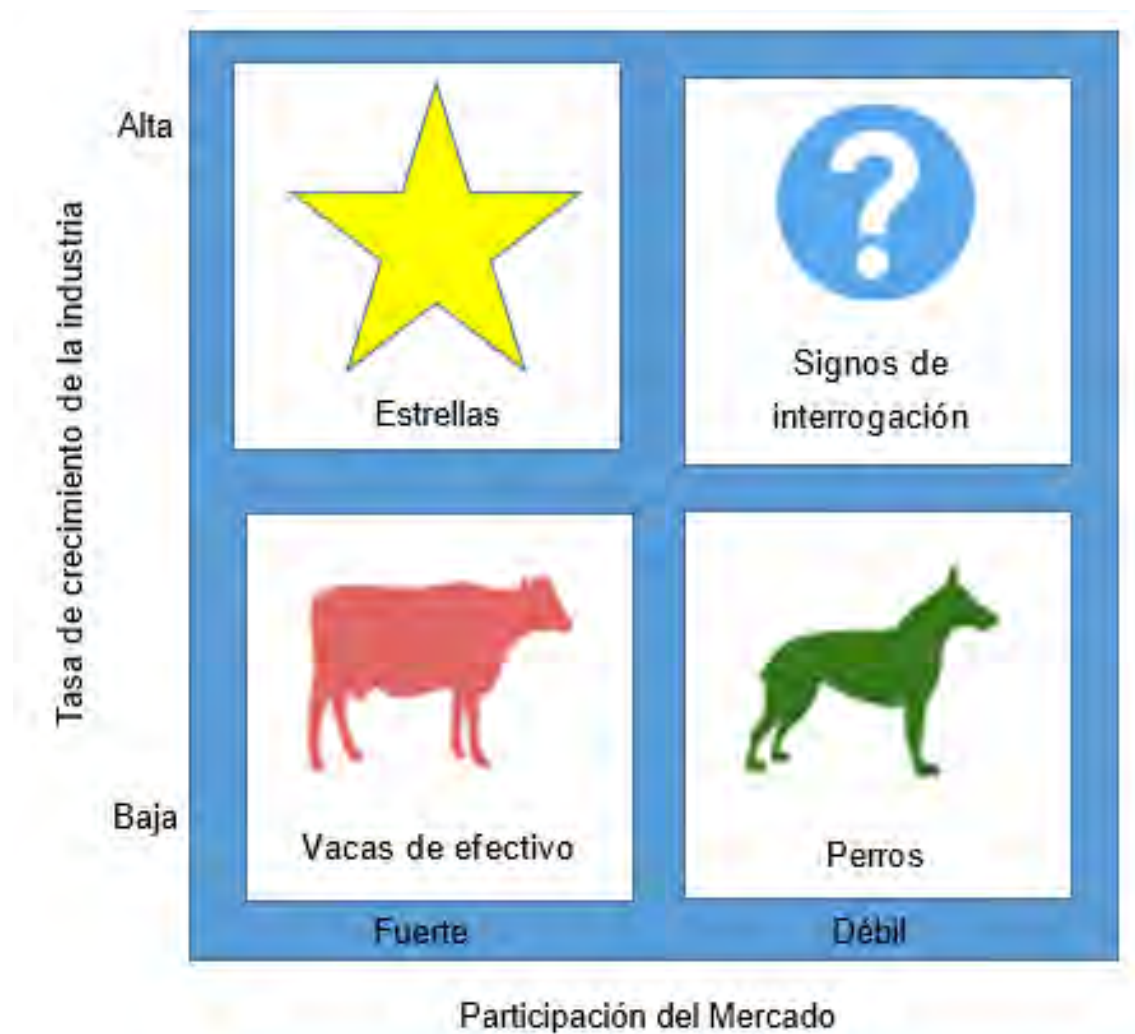 Alta
Tasa de crecimiento de la industria
Baja
Estrellas
Signos de
interrogación
Vacas de efectivo
Perros
Fuerte
Débil
Participación del Mercado